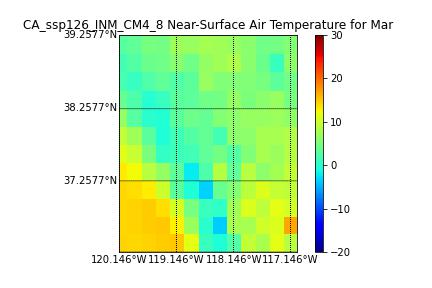 CA_ssp126_INM_CM4_8 Near-Surface Air Temperature for Mar
39.2577°N
38.2577°N
37.2577°N
120.146°W 119.146°W 118.146°W 117.146°W
30
20
10
0
−10
−20